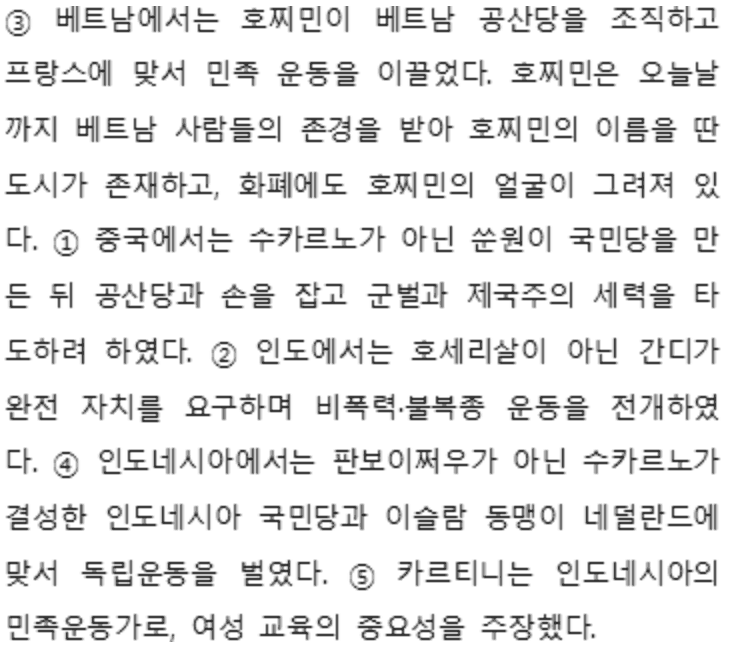 ③ 베트남에서는 호찌민이 베트남 공산당을 조직하고
프랑스에 맞서 민족 운동을 이끌었다. 호찌민은 오늘날
까지 베트남 사람들의 존경을 받아 호찌민의 이름을 딴
도시가 존재하고, 화폐에도 호찌민의 얼굴이 그려져 있
다. ① 중국에서는 수카르노가 아닌 쑨원이 국민당을 만
든 뒤 공산당과 손을 잡고 군벌과 제국주의 세력을 타
도하려 하였다. ② 인도에서는 호세리살이 아닌 간디가
완전 자치를 요구하며 비폭력·불복종 운동을 전개하였
다. ④ 인도네시아에서는 판보이쩌우가 아닌 수카르노가
결성한 인도네시아 국민당과 이슬람 동맹이 네덜란드에
맞서 독립운동을 벌였다. ⑤ 카르티니는 인도네시아의
민족운동가로, 여성 교육의 중요성을 주장했다.